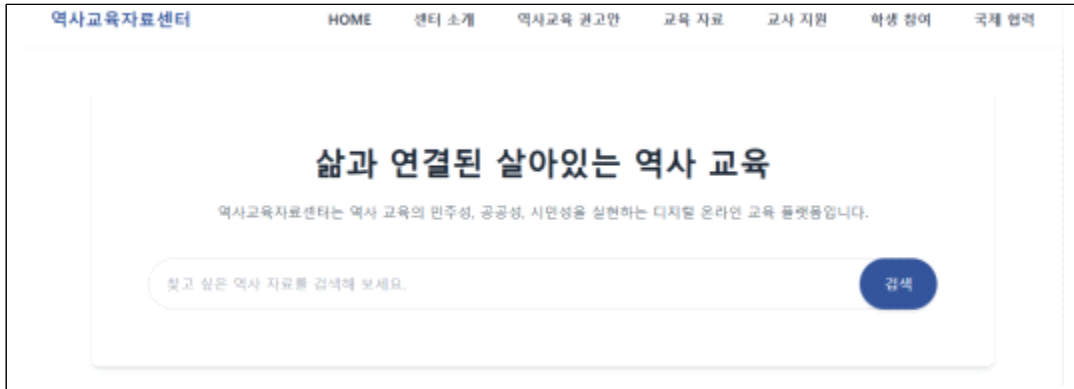 역사교육자료센터 HOME 센터 소개 역사교육 권고안 교육 자료 교사 지원 학생 참여 국제 협력
삶과 연결된 살아있는 역사 교육
역사교육자료센터는 역사 교육의 민주성, 공공성, 시민성을 실현하는 디지털 온라인 교육 플랫폼입니다.
찾고 싶은 역사 자료를 검색해 보세요. 검색